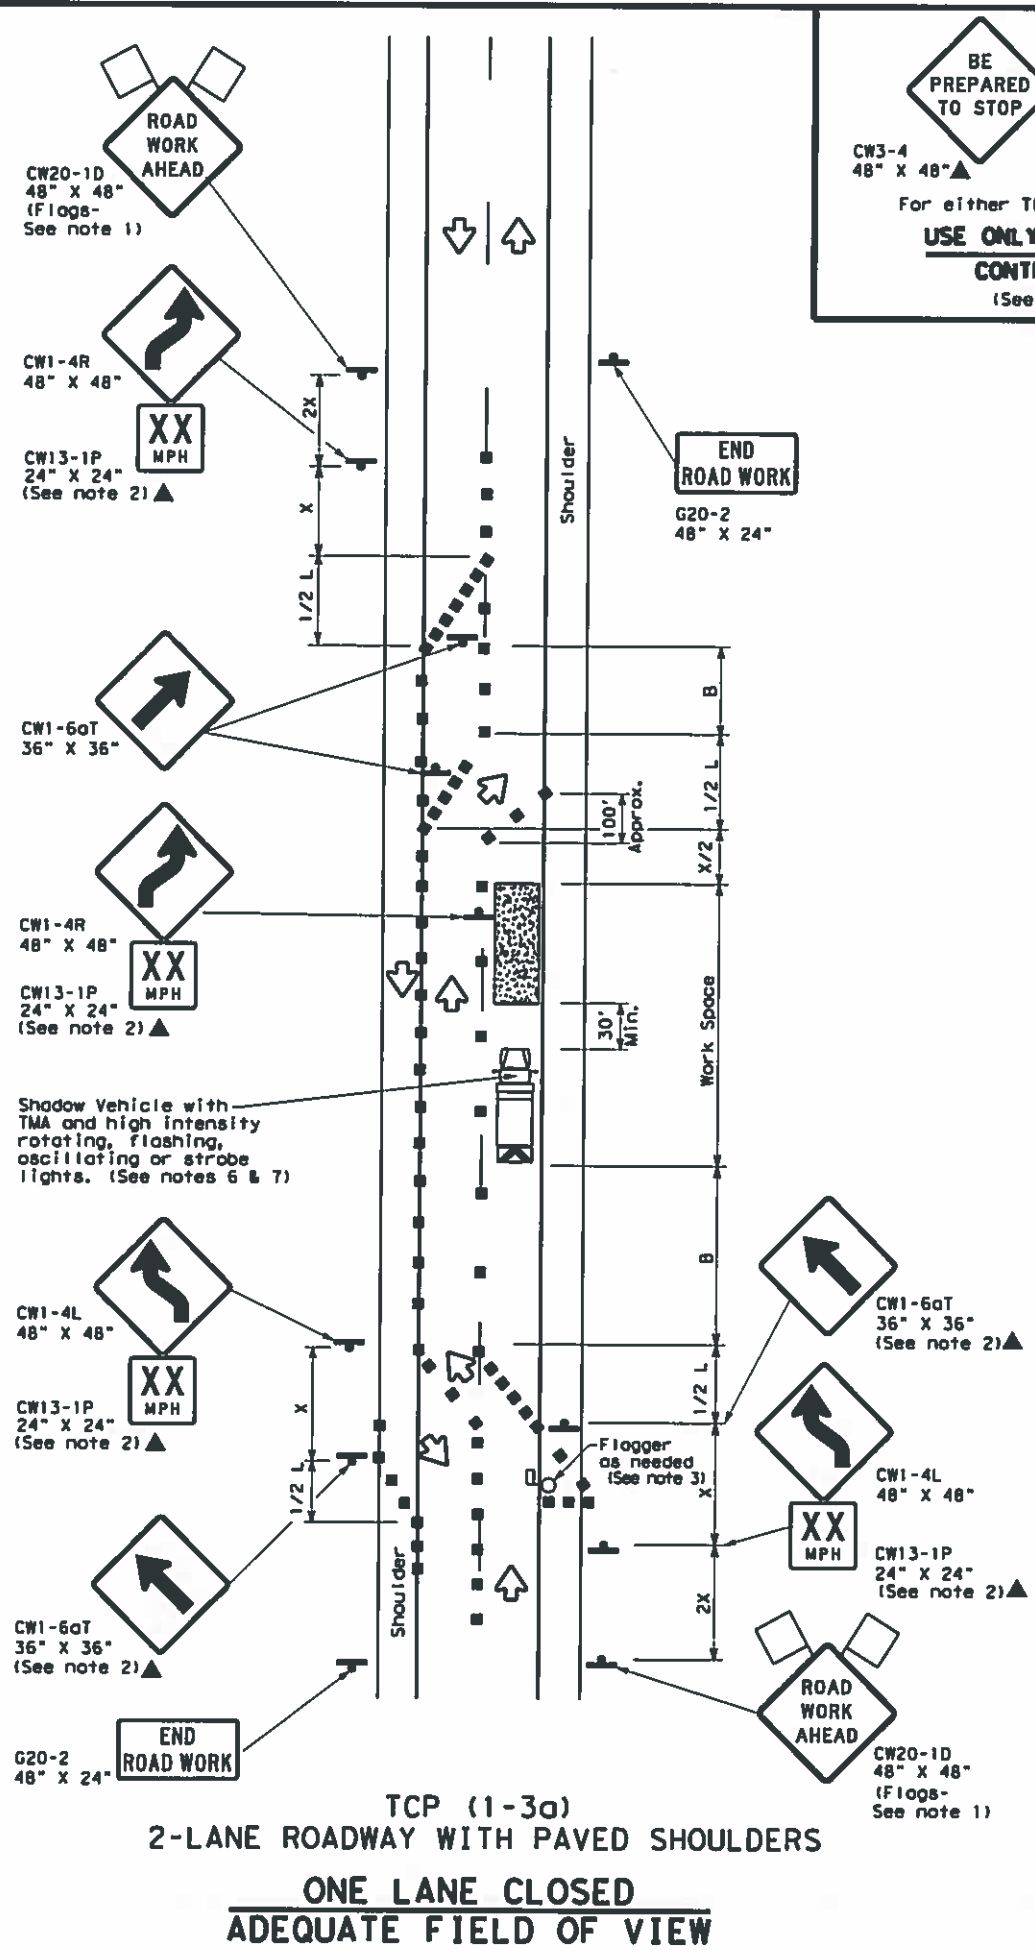 ROAD
WORK
AHEAD
CW20-1D
48" X 48"
(Flags-
See note 1)
CW1-4R
48" X 48"
XX
MPH
CW13-1P
24" X 24"
(See note 2)▲
2X
X
1/2 L
CW1-6aT
36" X 36"
CW1-4R
48" X 48"
XX
MPH
CW13-1P
24" X 24"
(See note 2)▲
Shadow Vehicle with
TMA and high intensity
rotating, flashing,
oscillating or strobe
lights. (See notes 6 & 7)
CW1-4L
48" X 48"
XX
MPH
CW13-1P
24" X 24"
(See note 2)▲
X
1/2 L
CW1-6aT
36" X 36"
(See note 2)▲
Shoulder
END
ROAD WORK
G20-2
48" X 24"
BE
PREPARED
TO STOP
CW3-4
48" X 48"▲
For either
USE ONLY
(See
Shoulder
END
ROAD WORK
G20-2
48" X 24"
B
1/2 L
100'
Approx.
X/2
Work Space
30'
Min.
B
1/2 L
X
2X
CW1-6aT
36" X 36"
(See note 2)▲
Flagger
as needed
(See note 3)
CW1-4L
48" X 48"
XX
MPH
CW13-1P
24" X 24"
(See note 2)▲
ROAD
WORK
AHEAD
CW20-1D
48" X 48"
(Flags-
See note 1)
TCP (1-3a)
2-LANE ROADWAY WITH PAVED SHOULDERS
ONE LANE CLOSED
ADEQUATE FIELD OF VIEW